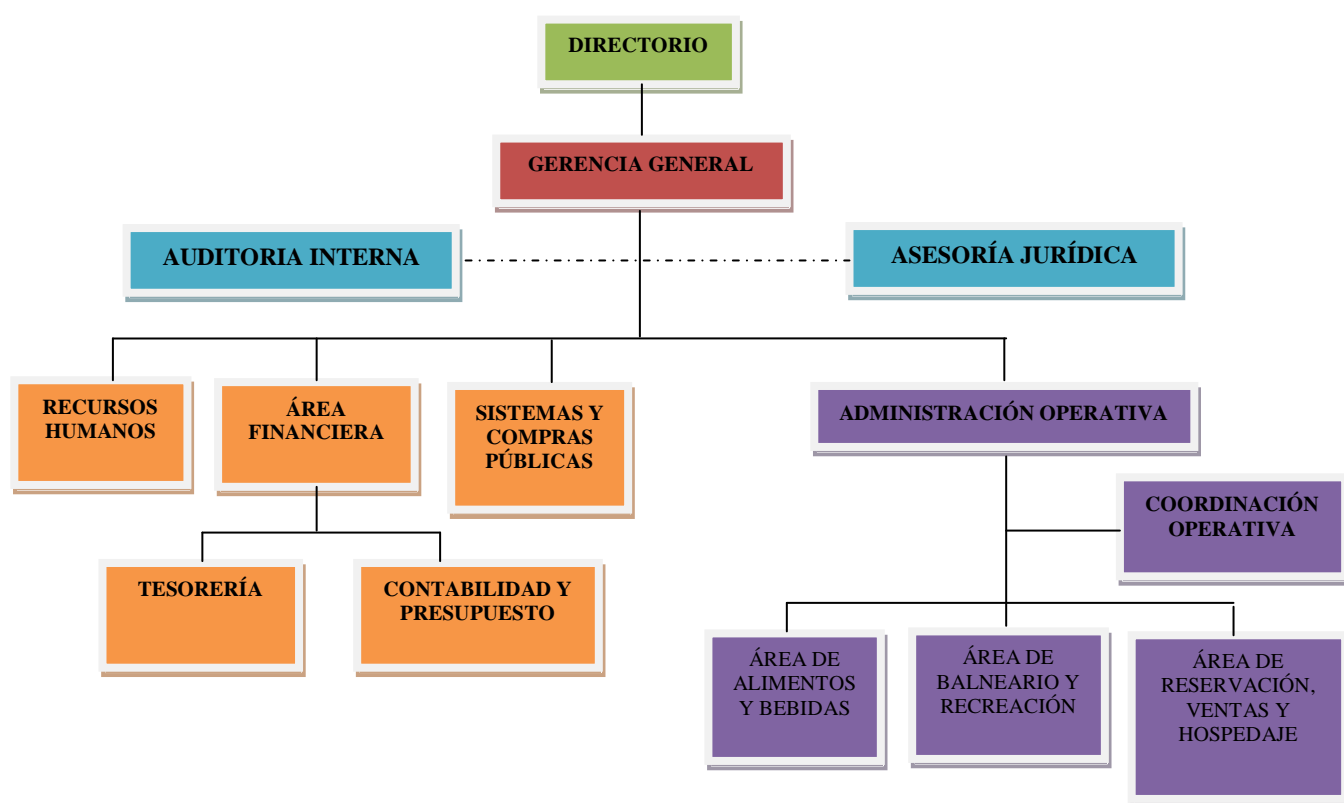 DIRECTORIO
GERENCIA GENERAL
AUDITORIA INTERNA
ASESORÍA JURÍDICA
RECURSOS
HUMANOS
ÁREA
FINANCIERA
SISTEMAS Y
COMPRAS
PÚBLICAS
ADMINISTRACIÓN OPERATIVA
COORDINACIÓN
OPERATIVA
TESORERÍA
CONTABILIDAD Y
PRESUPUESTO
ÁREA DE
ALIMENTOS
Y BEBIDAS
ÁREA DE
BALNEARIO Y
RECREACIÓN
ÁREA DE
RESERVACIÓN,
VENTAS Y
HOSPEDAJE